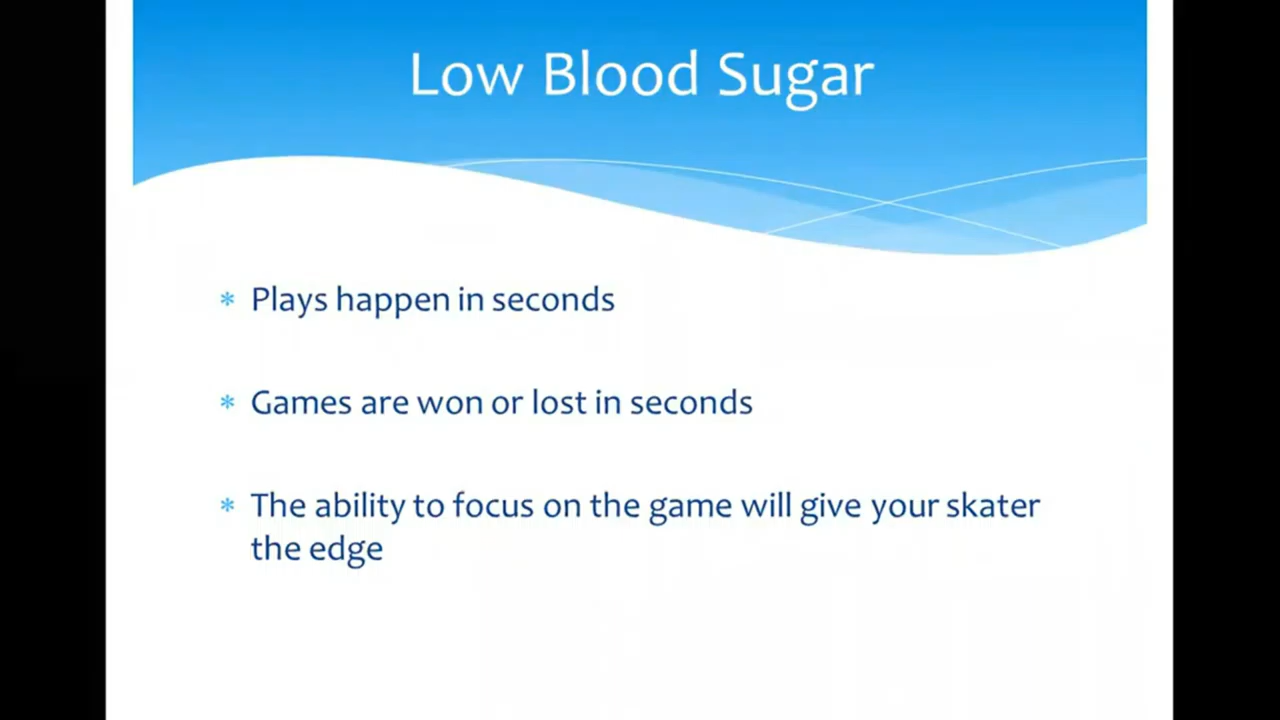 Low Blood Sugar
* Plays happen in seconds
* Games are won or lost in seconds
* The ability to focus on the game will give your skater
the edge